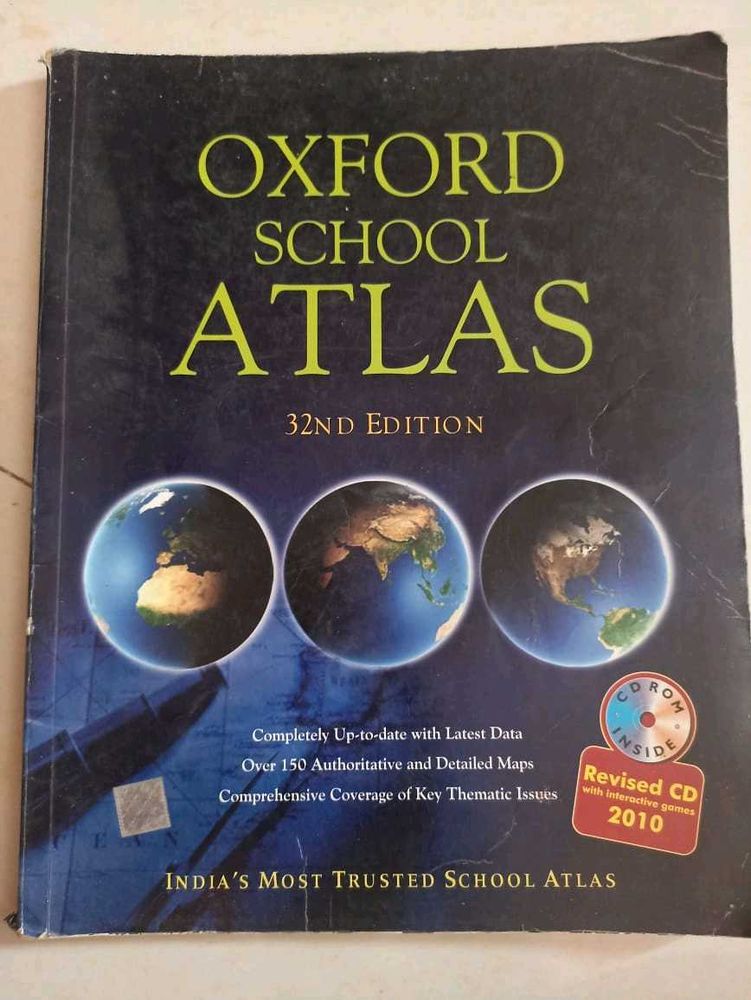 OXFORD
SCHOOL
ATLAS
32ND EDITION
CD ROM
INSIDE
Completely Up-to-date with Latest Data
Over 150 Authoritative and Detailed Maps
Comprehensive Coverage of Key Thematic Issues
Revised CD
with interactive games
2010
EAN
INDIA'S MOST TRUSTED SCHOOL ATLAS